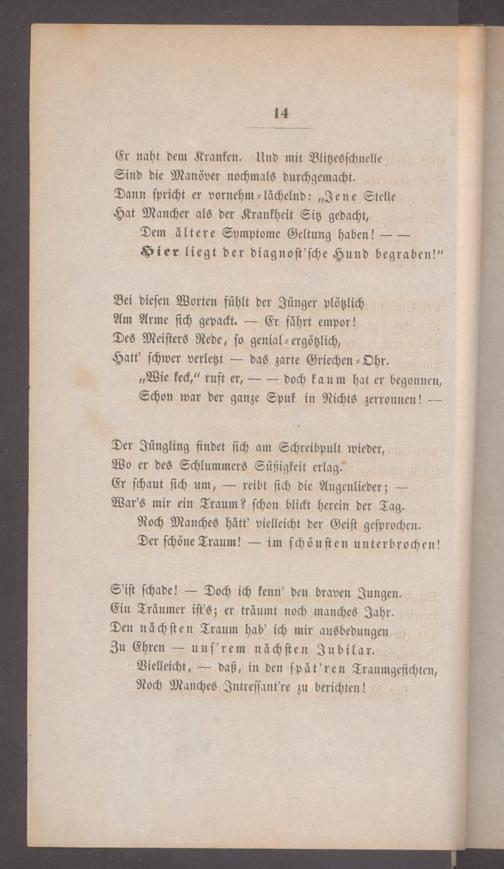 14
Er naht dem Kranken. Und mit Blitzesschnelle
Sind die Manöver nochmals durchgemacht.
Dann spricht er vornehm-lächelnd: „Jene Stelle
Hat Mancher als der Krankheit Sitz gedacht,
Dem ältere Symptome Geltung haben! — —
Hier liegt der diagnost'sche Hund begraben!“
Bei diesen Worten fühlt der Jünger plötzlich
Am Arme sich gepackt. — Er fährt empor!
Des Meisters Rede, so genial-ergötzlich,
Hatt' schwer verletzt — das zarte Griechen-Ohr.
„Wie keck,“ ruft er, — — doch kaum hat er begonnen,
Schon war der ganze Spuk in Nichts zerronnen! —
Der Jüngling findet sich am Schreibpult wieder,
Wo er des Schlummers Süßigkeit erlag.
Er schaut sich um, — reibt sich die Augenlieder; —
War's mir ein Traum? schon blickt herein der Tag.
Noch Manches hätt' vielleicht der Geist gesprochen.
Der schöne Traum! — im schönsten unterbrochen!
S'ist schade! — Doch ich kenn' den braven Jungen.
Ein Träumer ist's; er träumt noch manches Jahr.
Den nächsten Traum hab' ich mir ausbedungen
Zu Ehren — uns'rem nächsten Jubilar.
Vielleicht, — daß, in den spät'ren Traumgesichten,
Noch Manches Intressant're zu berichten!